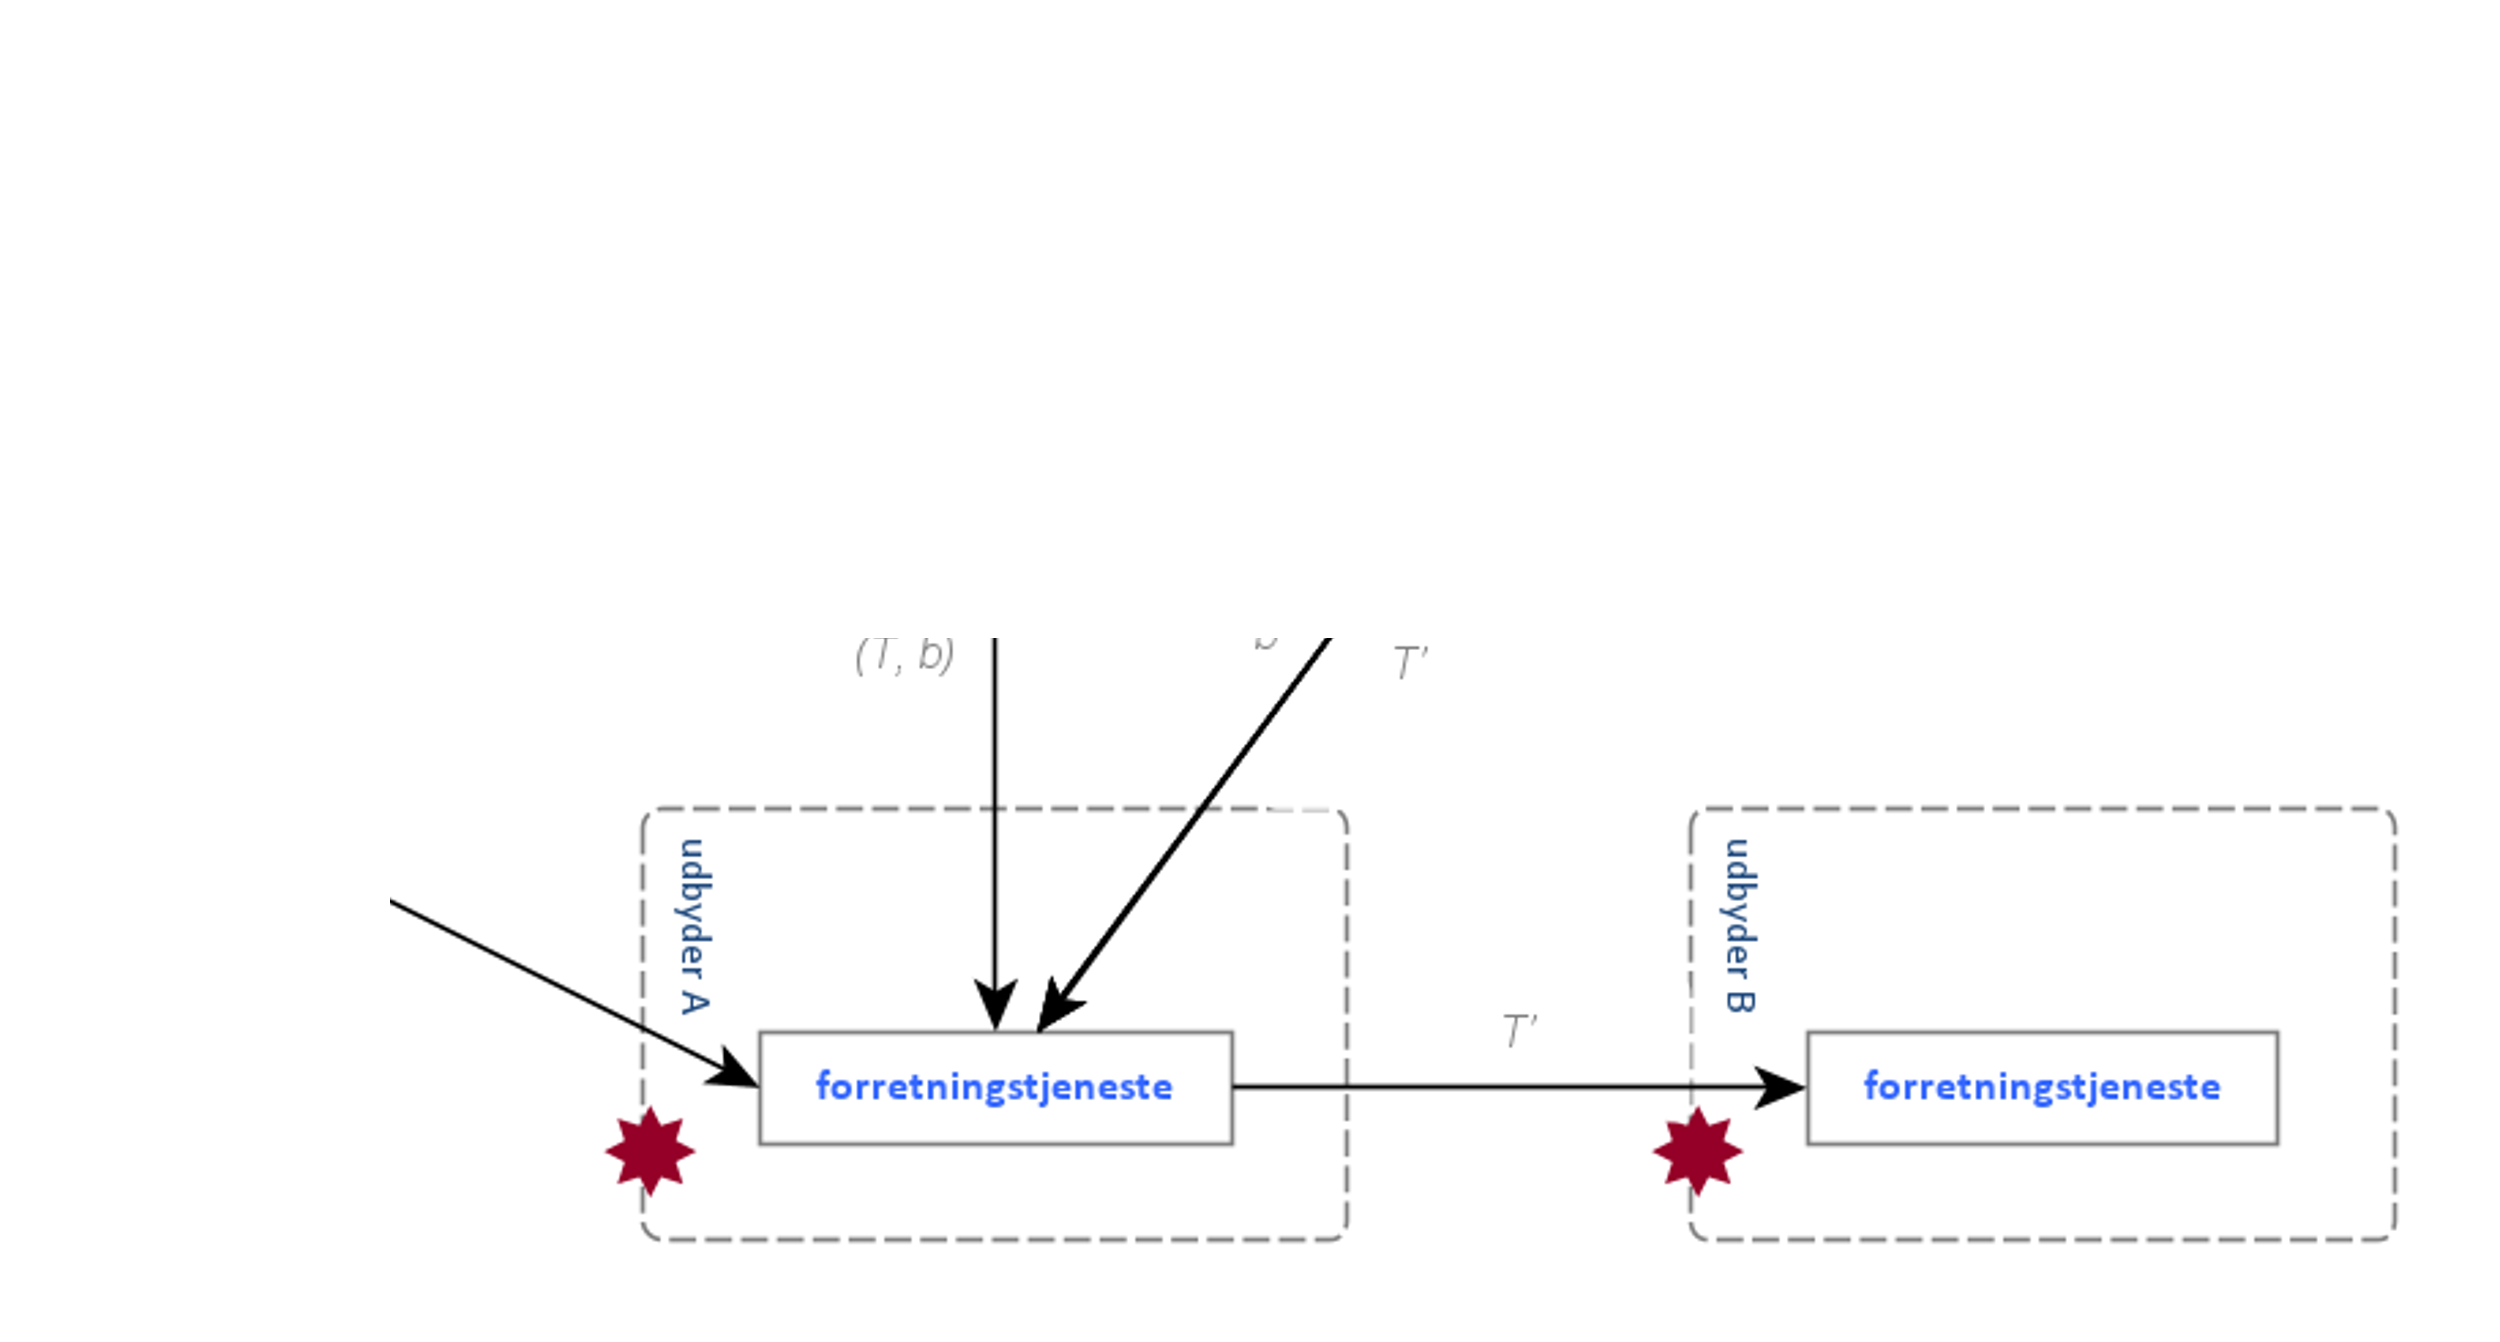 (T, b)
b
T'
udbyder A
udbyder B
T'
forretningstjeneste
forretningstjeneste